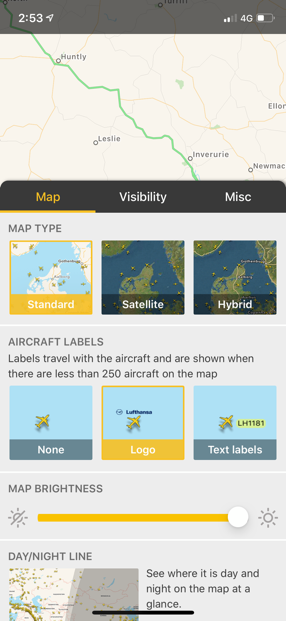 2:53
4G
Huntly
Leslie
Inverurie
Newmac
Ellon
Map Visibility Misc
MAP TYPE
Standard Satellite Hybrid
AIRCRAFT LABELS
Labels travel with the aircraft and are shown when
there are less than 250 aircraft on the map
Lufthansa
LH1181
None Logo Text labels
MAP BRIGHTNESS
DAY/NIGHT LINE
See where it is day and
night on the map at a
glance.